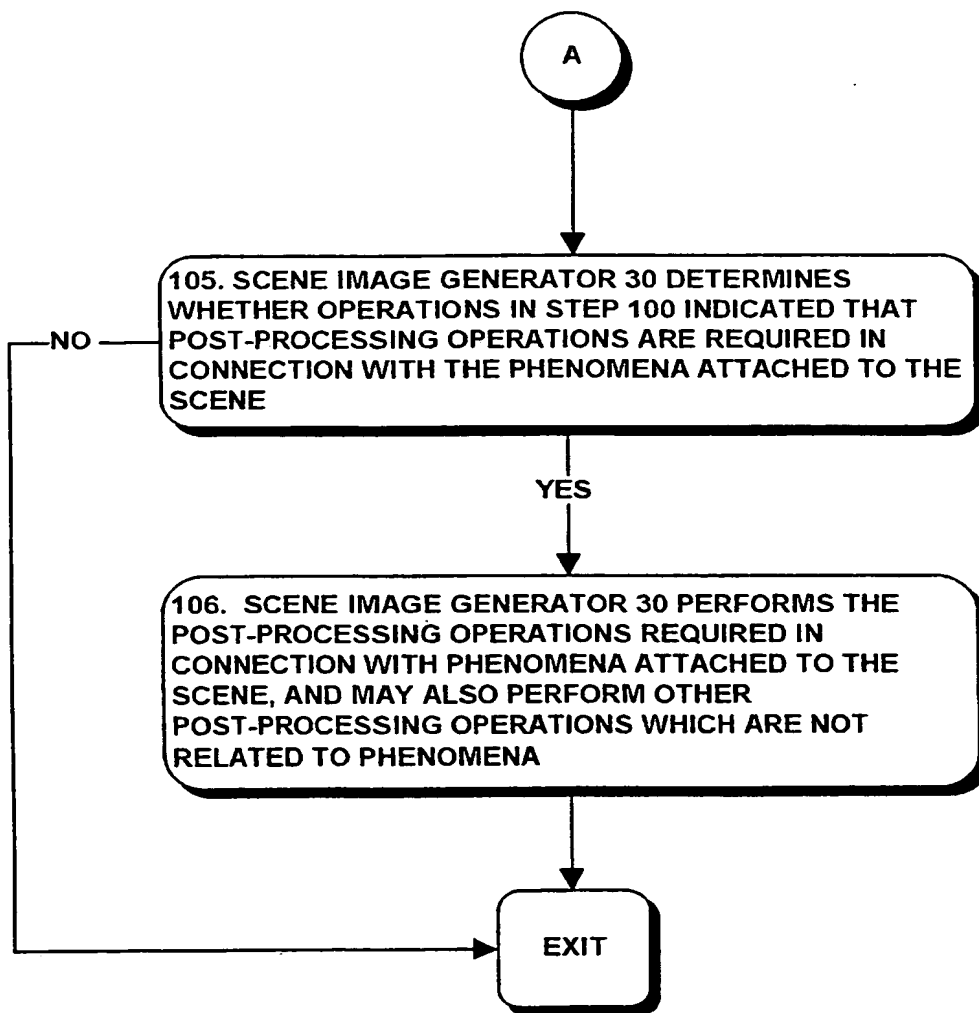 A
105. SCENE IMAGE GENERATOR 30 DETERMINES
WHETHER OPERATIONS IN STEP 100 INDICATED THAT
POST-PROCESSING OPERATIONS ARE REQUIRED IN
CONNECTION WITH THE PHENOMENA ATTACHED TO THE
SCENE
NO
YES
106. SCENE IMAGE GENERATOR 30 PERFORMS THE
POST-PROCESSING OPERATIONS REQUIRED IN
CONNECTION WITH PHENOMENA ATTACHED TO THE
SCENE, AND MAY ALSO PERFORM OTHER
POST-PROCESSING OPERATIONS WHICH ARE NOT
RELATED TO PHENOMENA
EXIT